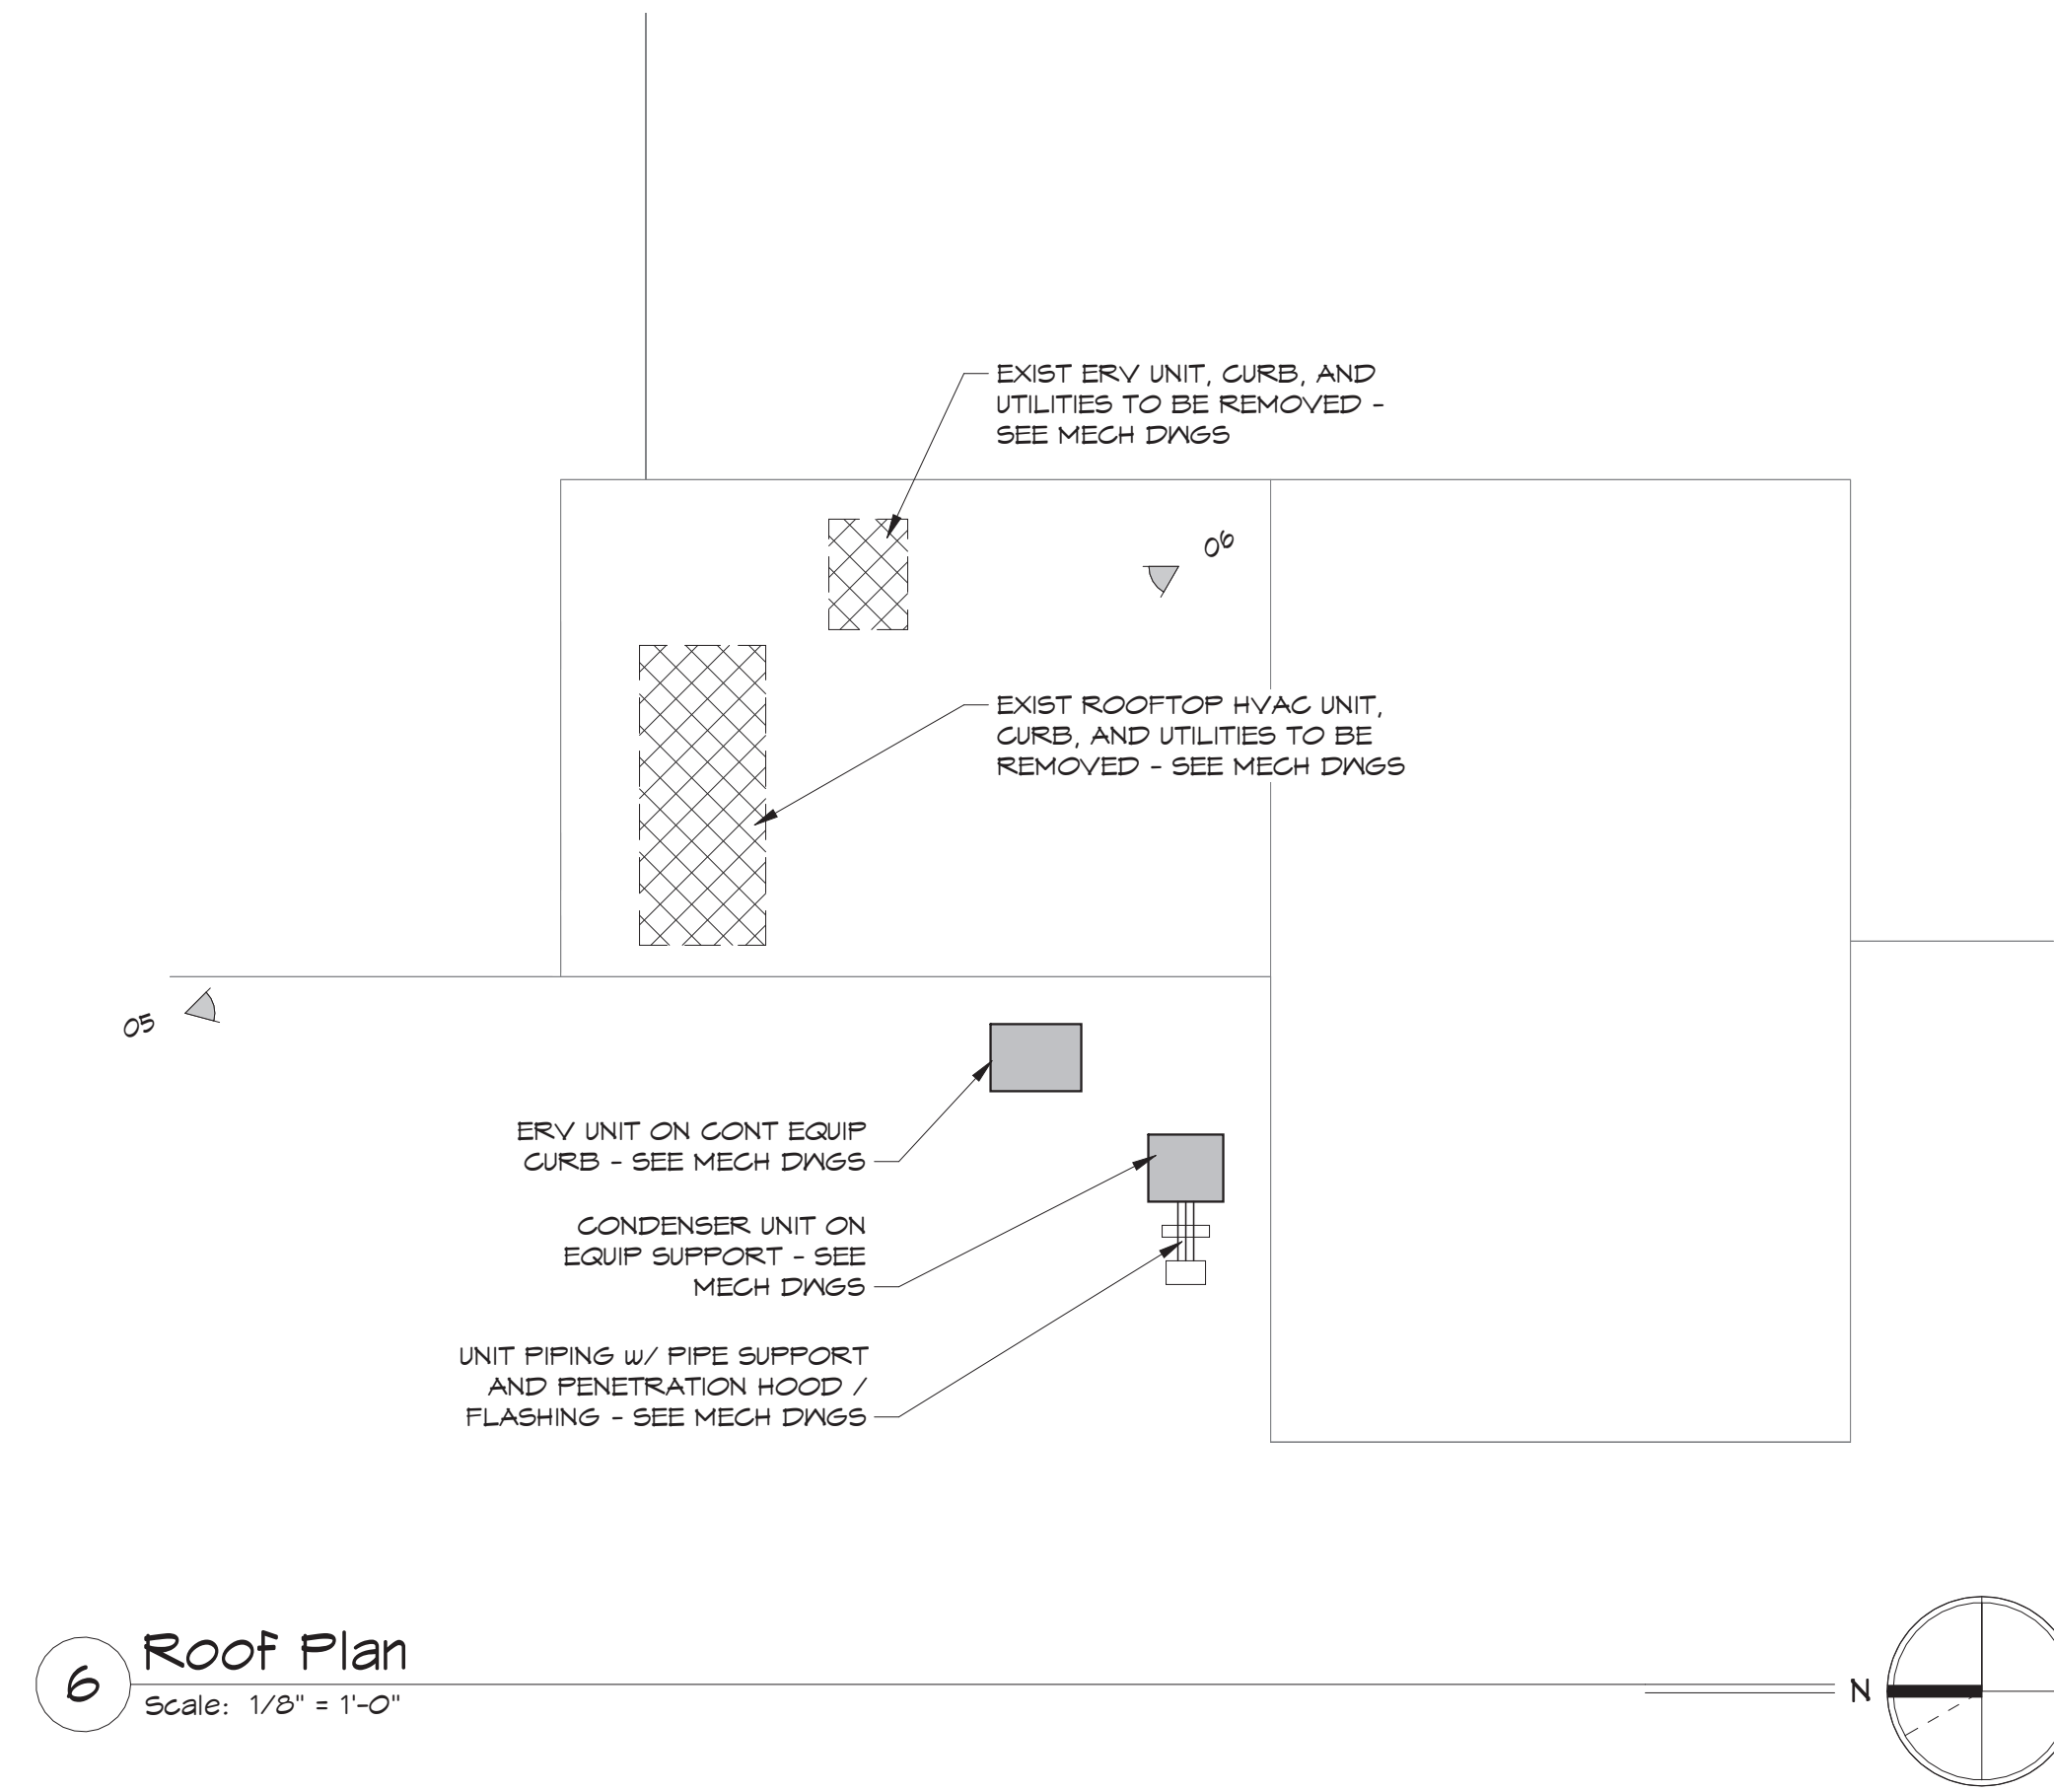 EXIST ERV UNIT, CURB, AND
UTILITIES TO BE REMOVED -
SEE MECH DWGS
06
EXIST ROOFTOP HVAC UNIT,
CURB, AND UTILITIES TO BE
REMOVED - SEE MECH DWGS
05
ERV UNIT ON CONT EQUIP
CURB - SEE MECH DWGS
CONDENSER UNIT ON
EQUIP SUPPORT - SEE
MECH DWGS
UNIT PIPING w/ PIPE SUPPORT
AND PENETRATION HOOD /
FLASHING - SEE MECH DWGS
6
Roof Plan
Scale: 1/8" = 1'-0"
N